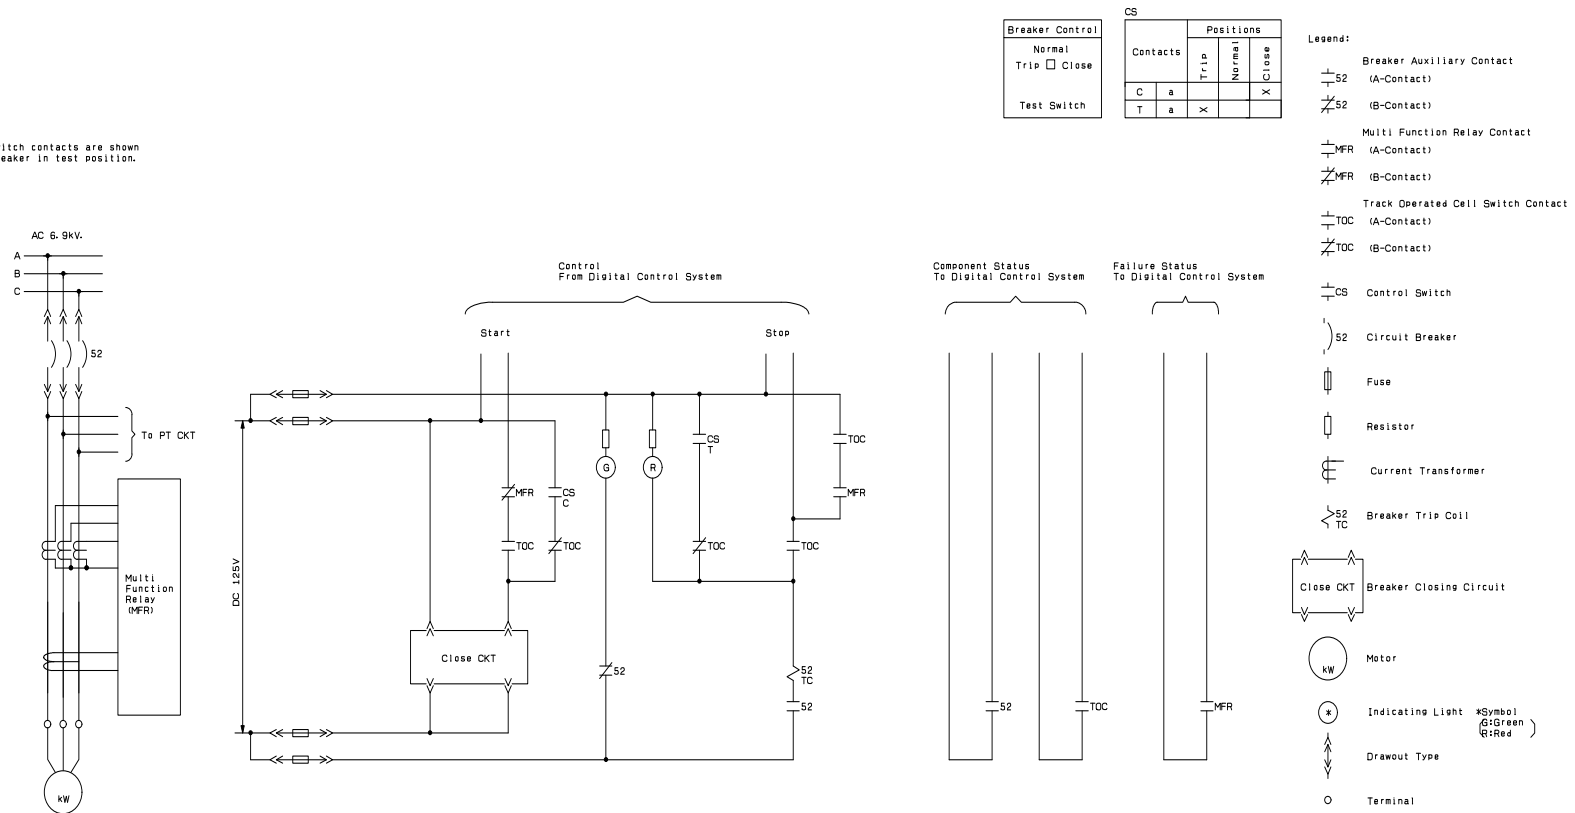 CS
Breaker Control
Normal
Trip Close
Test Switch
Contacts
Positions
Trip
Normal
Close
C a X
T a X
Legend:
Breaker Auxiliary Contact
52 (A-Contact)
52 (B-Contact)
Multi Function Relay Contact
MFR (A-Contact)
MFR (B-Contact)
Track Operated Cell Switch Contact
TOC (A-Contact)
TOC (B-Contact)
CS Control Switch
52 Circuit Breaker
Fuse
Resistor
Current Transformer
52
TC
Breaker Trip Coil
Close CKT
Breaker Closing Circuit
kW
Motor
* Indicating Light *Symbol
G:Green
R:Red
Drawout Type
Terminal
itch contacts are shown
eaker in test position.
AC 6.9kV.
A
B
C
52
To PT CKT
Multi
Function
Relay
(MFR)
kW
DC 125V
Control
From Digital Control System
Start
Stop
MFR
CS
C
TOC
TOC
Close CKT
G
R
CS
T
TOC
TOC
MFR
TOC
52
52
TC
52
Component Status
To Digital Control System
52
TOC
Failure Status
To Digital Control System
MFR